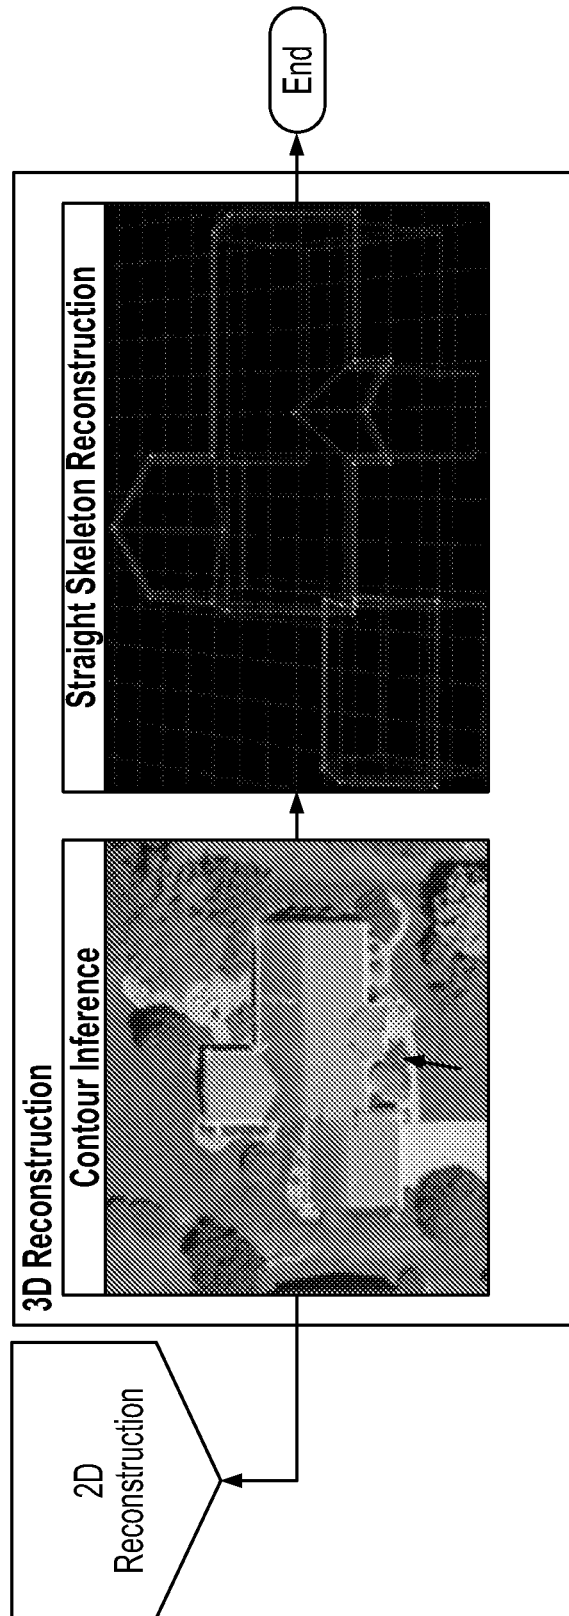 2D
Reconstruction
3D Reconstruction
Contour Inference
Straight Skeleton Reconstruction
End